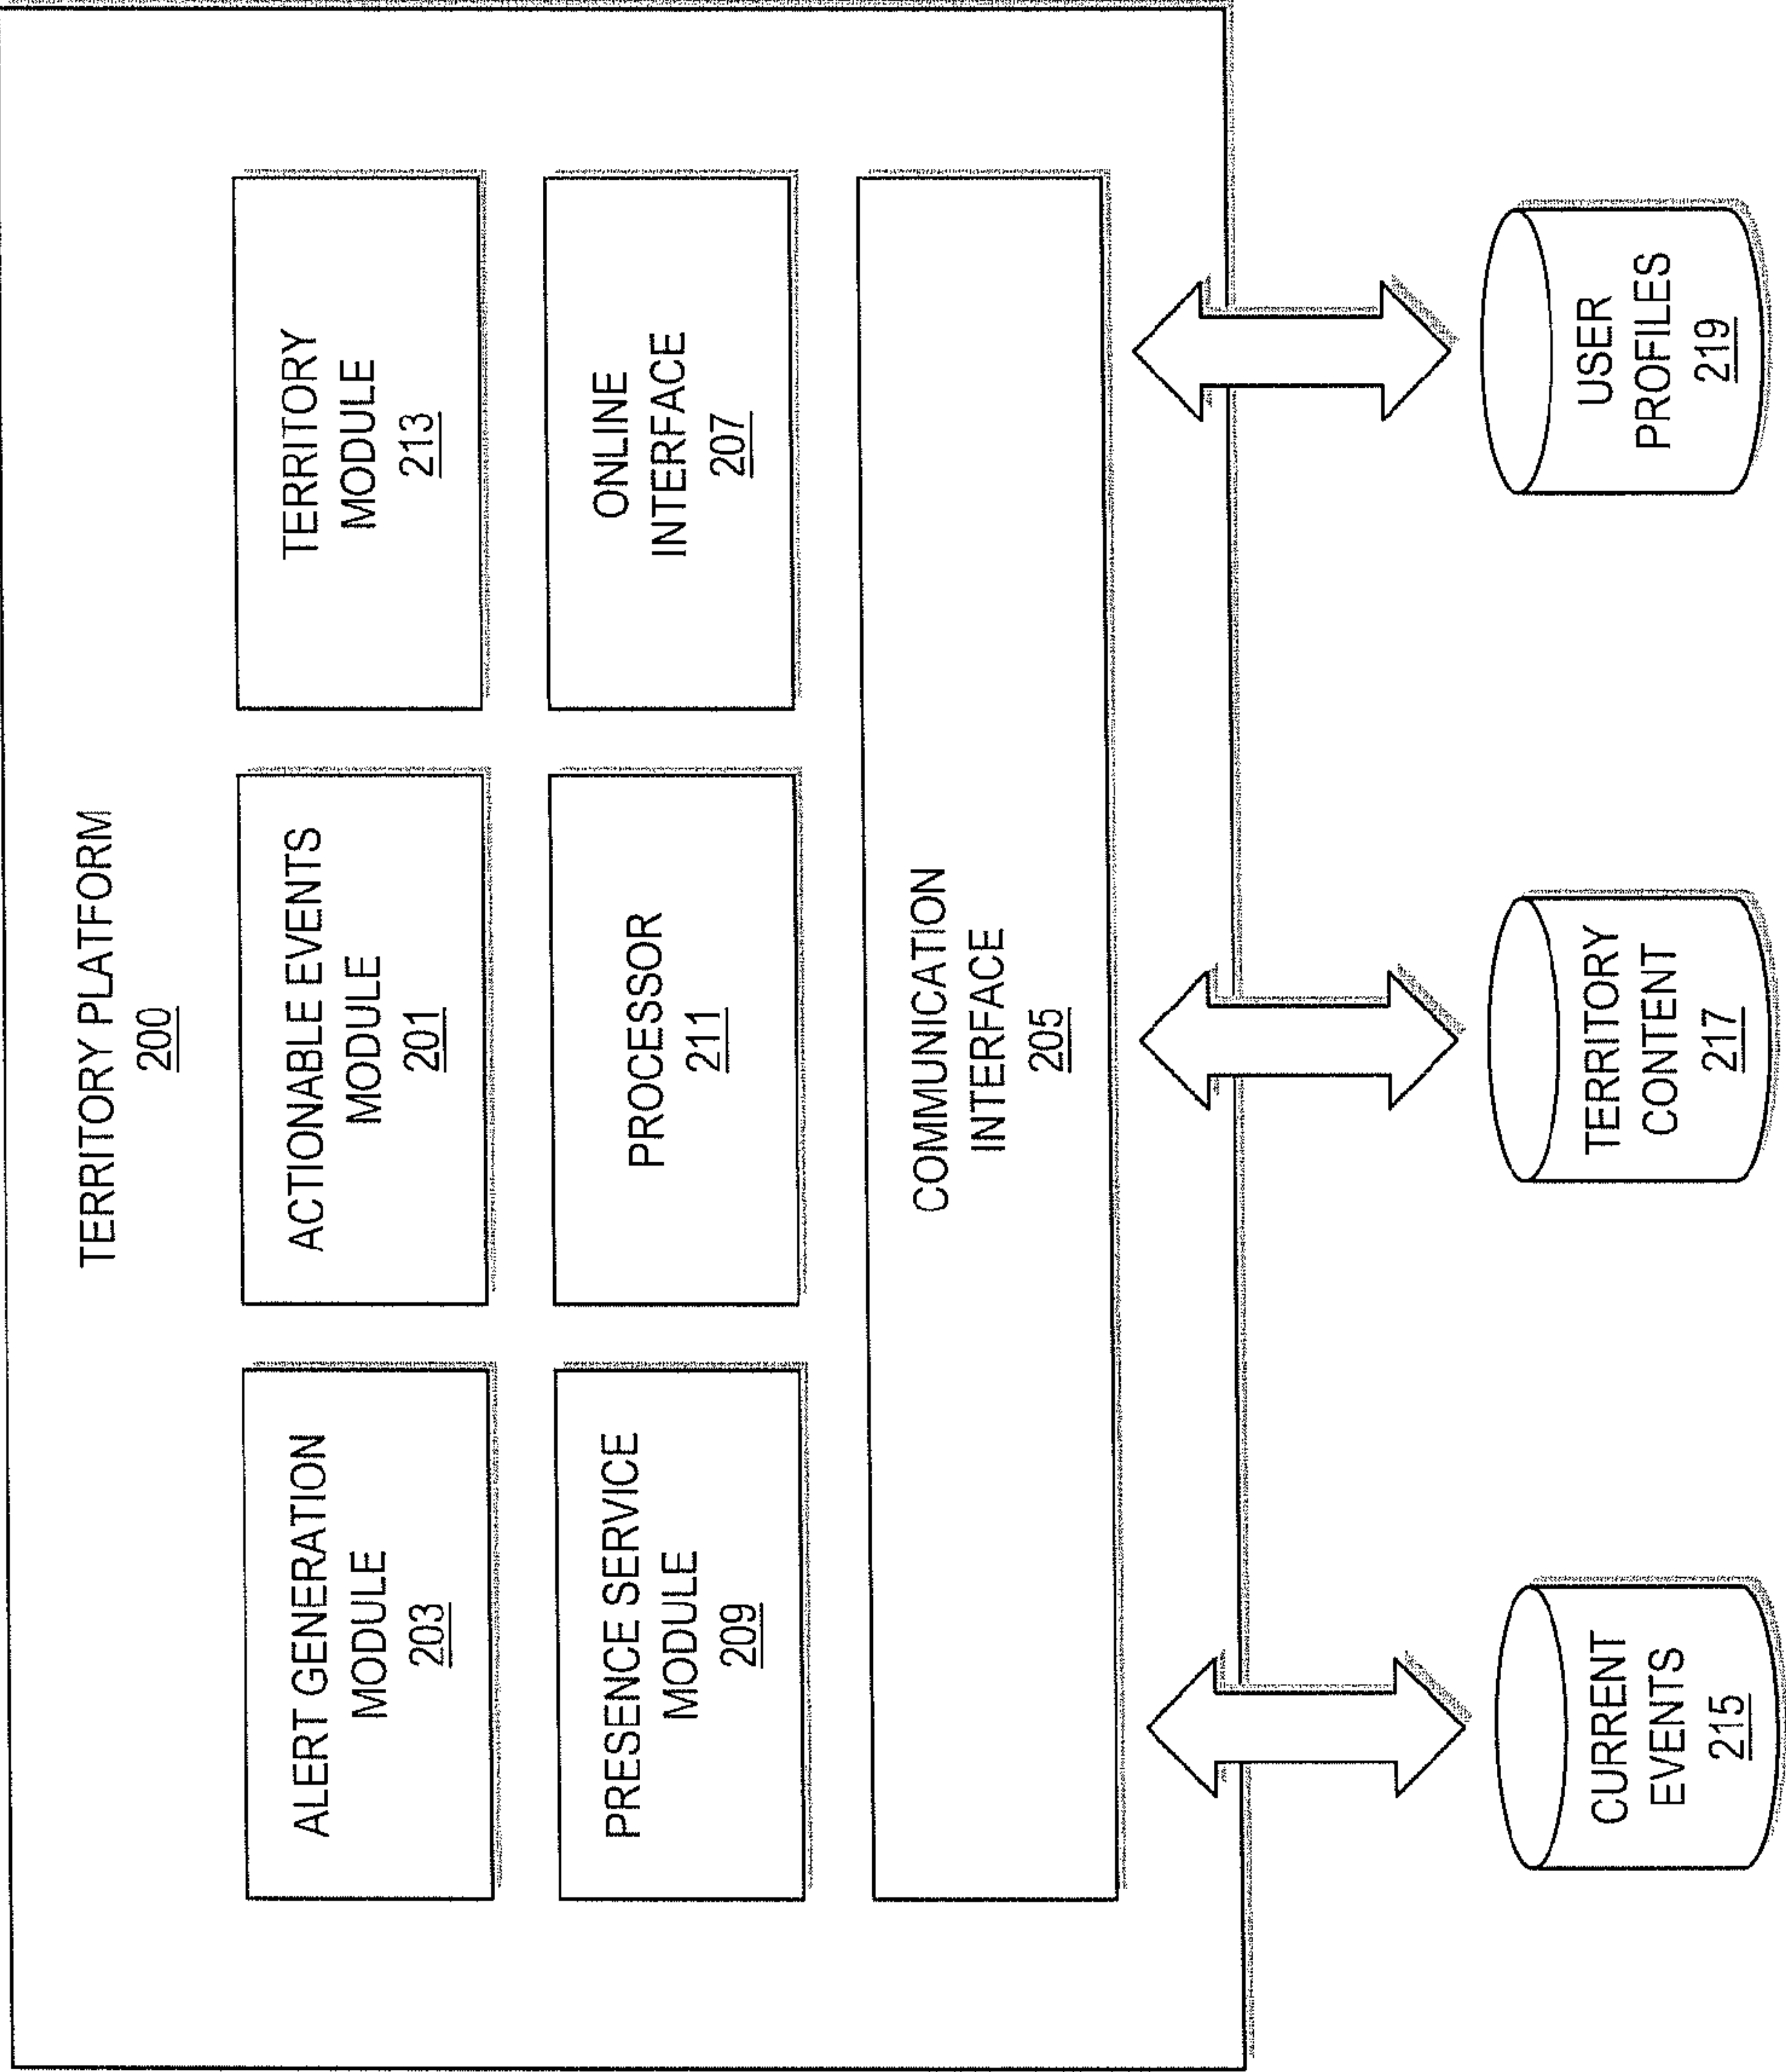 TERRITORY PLATFORM
200
ALERT GENERATION
MODULE
203
ACTIONABLE EVENTS
MODULE
201
TERRITORY
MODULE
213
PRESENCE SERVICE
MODULE
209
PROCESSOR
211
ONLINE
INTERFACE
207
COMMUNICATION
INTERFACE
205
CURRENT
EVENTS
215
TERRITORY
CONTENT
217
USER
PROFILES
219